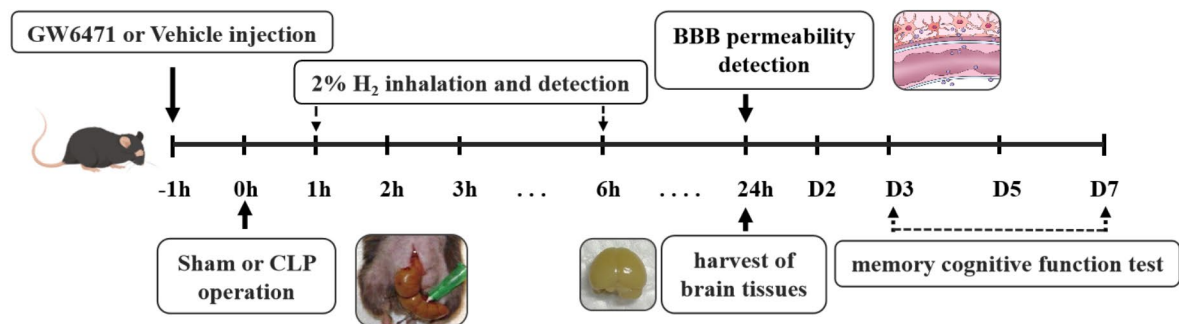 GW6471 or Vehicle injection
BBB permeability
detection
2% H₂ inhalation and detection
-1h 0h 1h 2h 3h ... 6h .... 24h D2 D3 D5 D7
Sham or CLP
operation
harvest of
brain tissues
memory cognitive function test